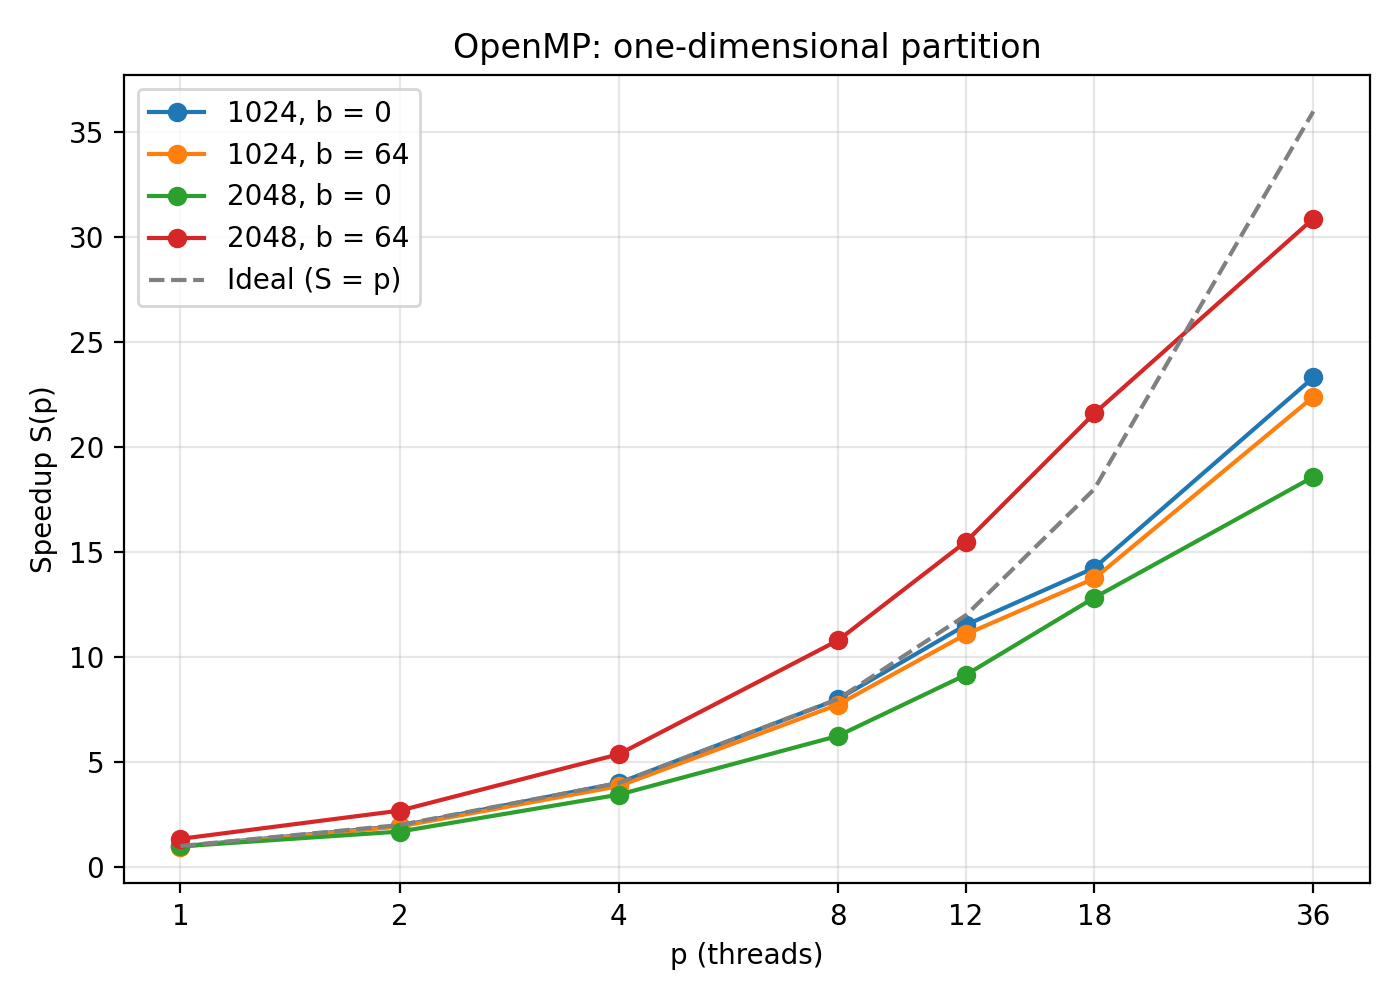 OpenMP: one-dimensional partition
1024, b = 0
1024, b = 64
2048, b = 0
2048, b = 64
Ideal (S = p)
35
30
25
20
15
10
5
0
Speedup S(p)
1 2 4 8 12 18 36
p (threads)